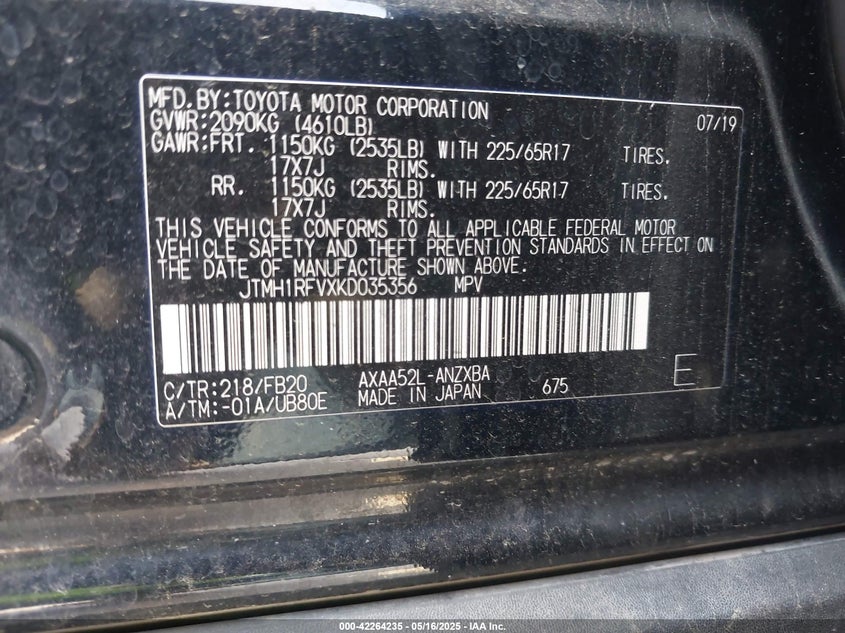 MFD.BY:TOYOTA MOTOR CORPORATION 07/19
GVWR:2090KG (4610LB)
GAWR:FRT. 1150KG (2535LB) WITH 225/65R17 TIRES.
17X7J RIMS.
RR. 1150KG (2535LB) WITH 225/65R17 TIRES.
17X7J RIMS.
THIS VEHICLE CONFORMS TO ALL APPLICABLE FEDERAL MOTOR
VEHICLE SAFETY AND THEFT PREVENTION STANDARDS IN EFFECT ON
THE DATE OF MANUFACTURE SHOWN ABOVE.
JTMH1RFVXKD035356 MPV
C/TR:218/FB20 AXAA52L-ANZXBA 675 E
A/TM:-01A/UB80E MADE IN JAPAN
000-42264235 - 05/16/2025 - IAA Inc.